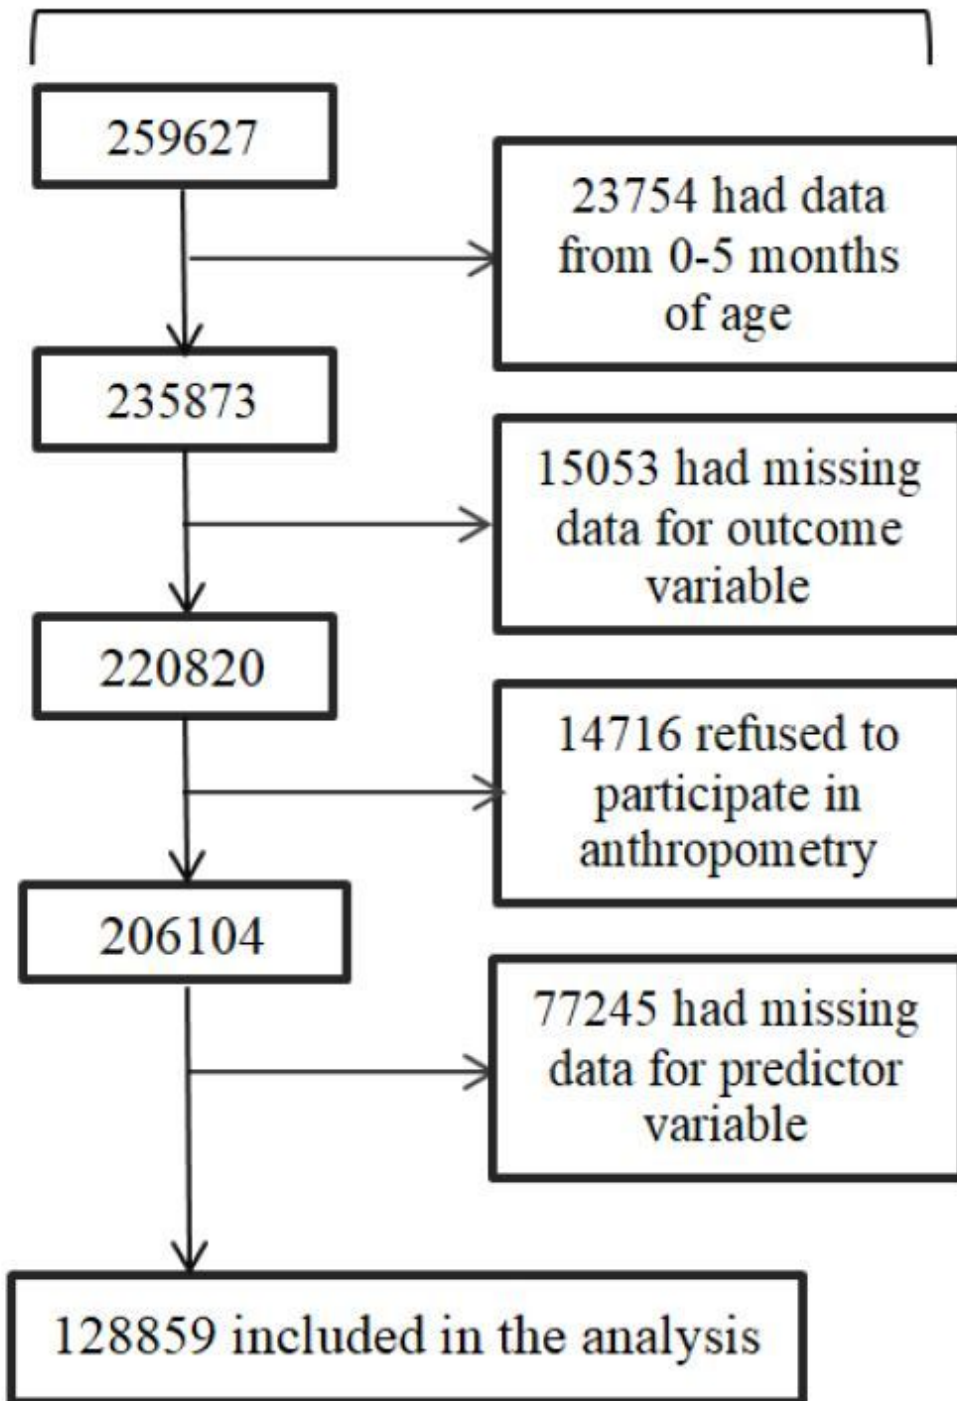 259627
23754 had data
from 0-5 months
of age
235873
15053 had missing
data for outcome
variable
220820
14716 refused to
participate in
anthropometry
206104
77245 had missing
data for predictor
variable
128859 included in the analysis